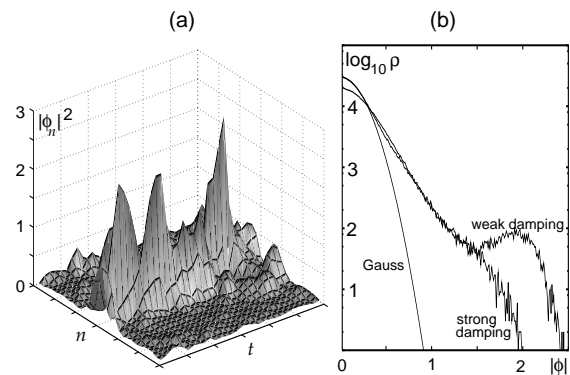 (a)
(b)
|ϕₙ|²
3
2
1
0
n
t
log₁₀ ρ
4
3
2
1
weak damping
Gauss
strong
damping
0
1
2
|ϕ|